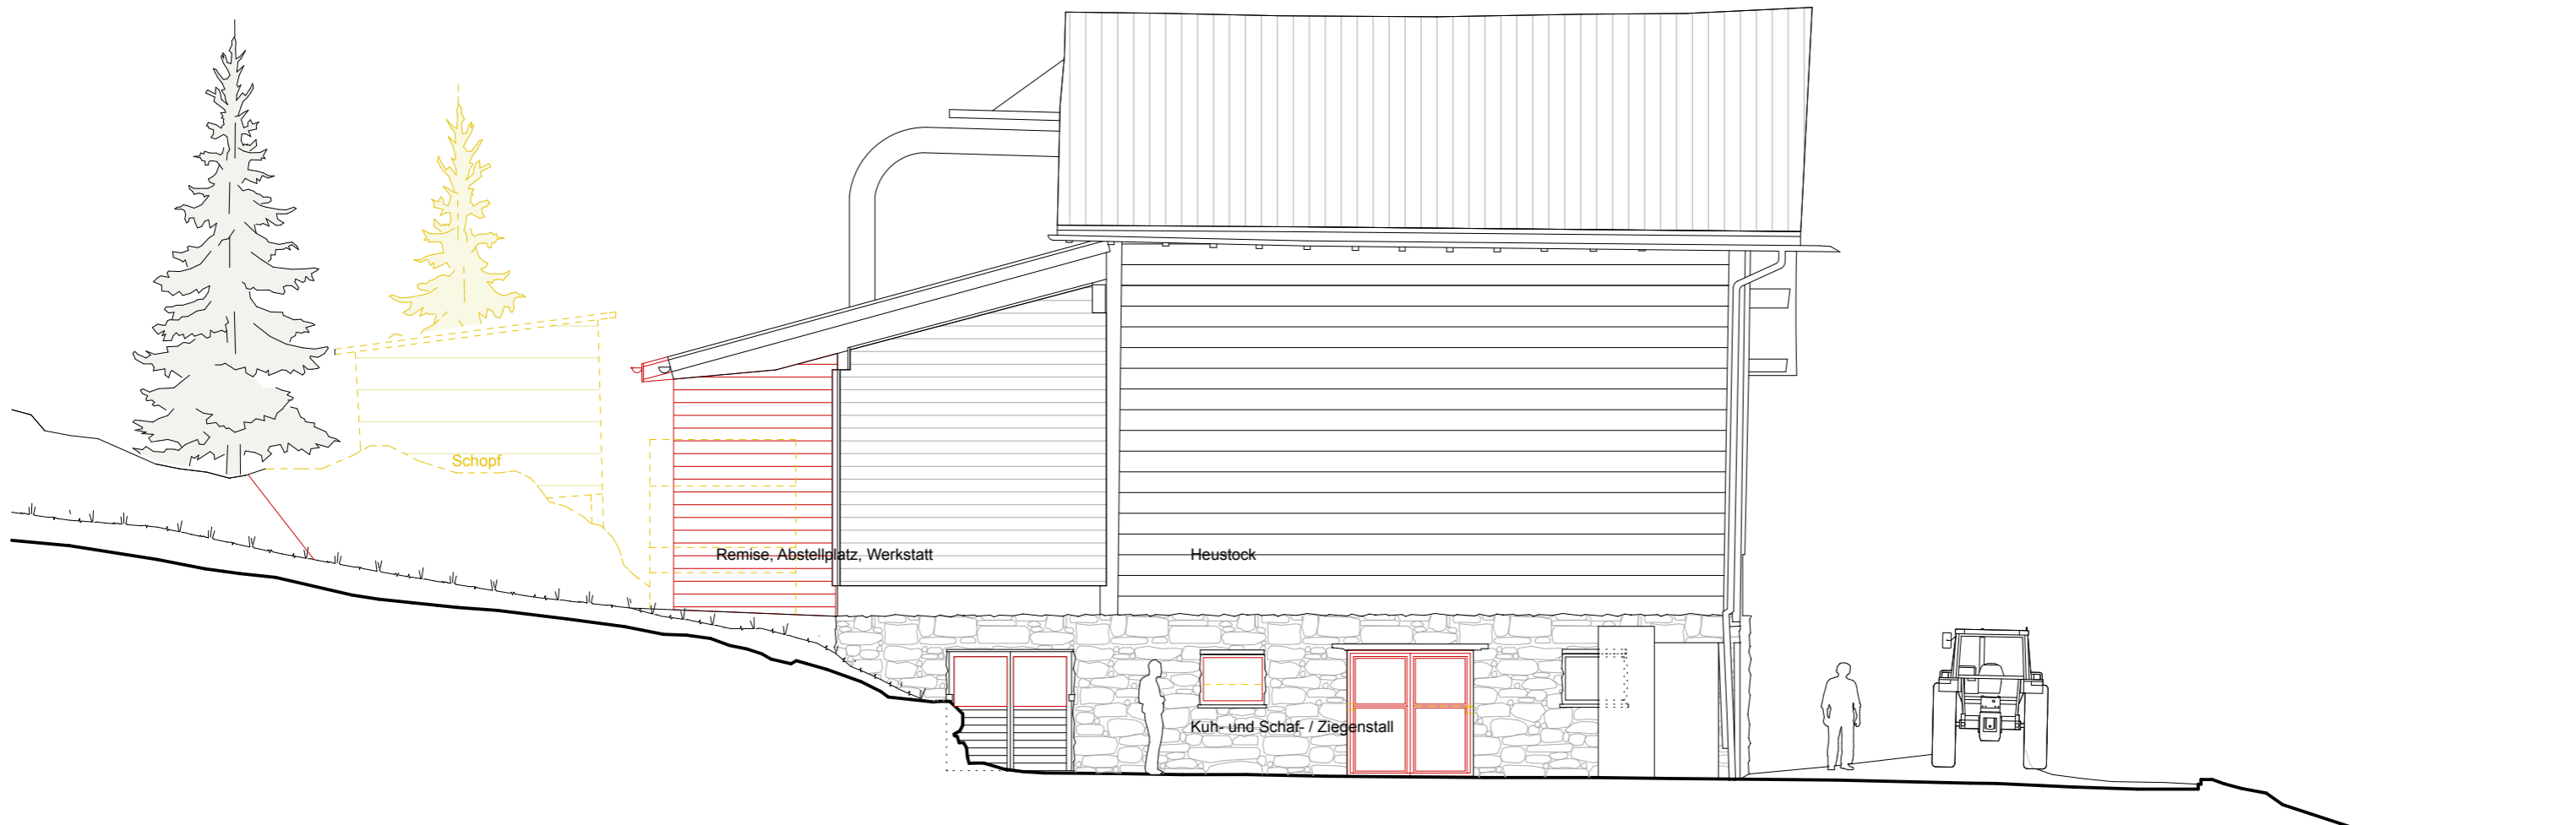 Schopf
Remise, Abstellplatz, Werkstatt
Heustock
Kuh- und Schaf- / Ziegenstall